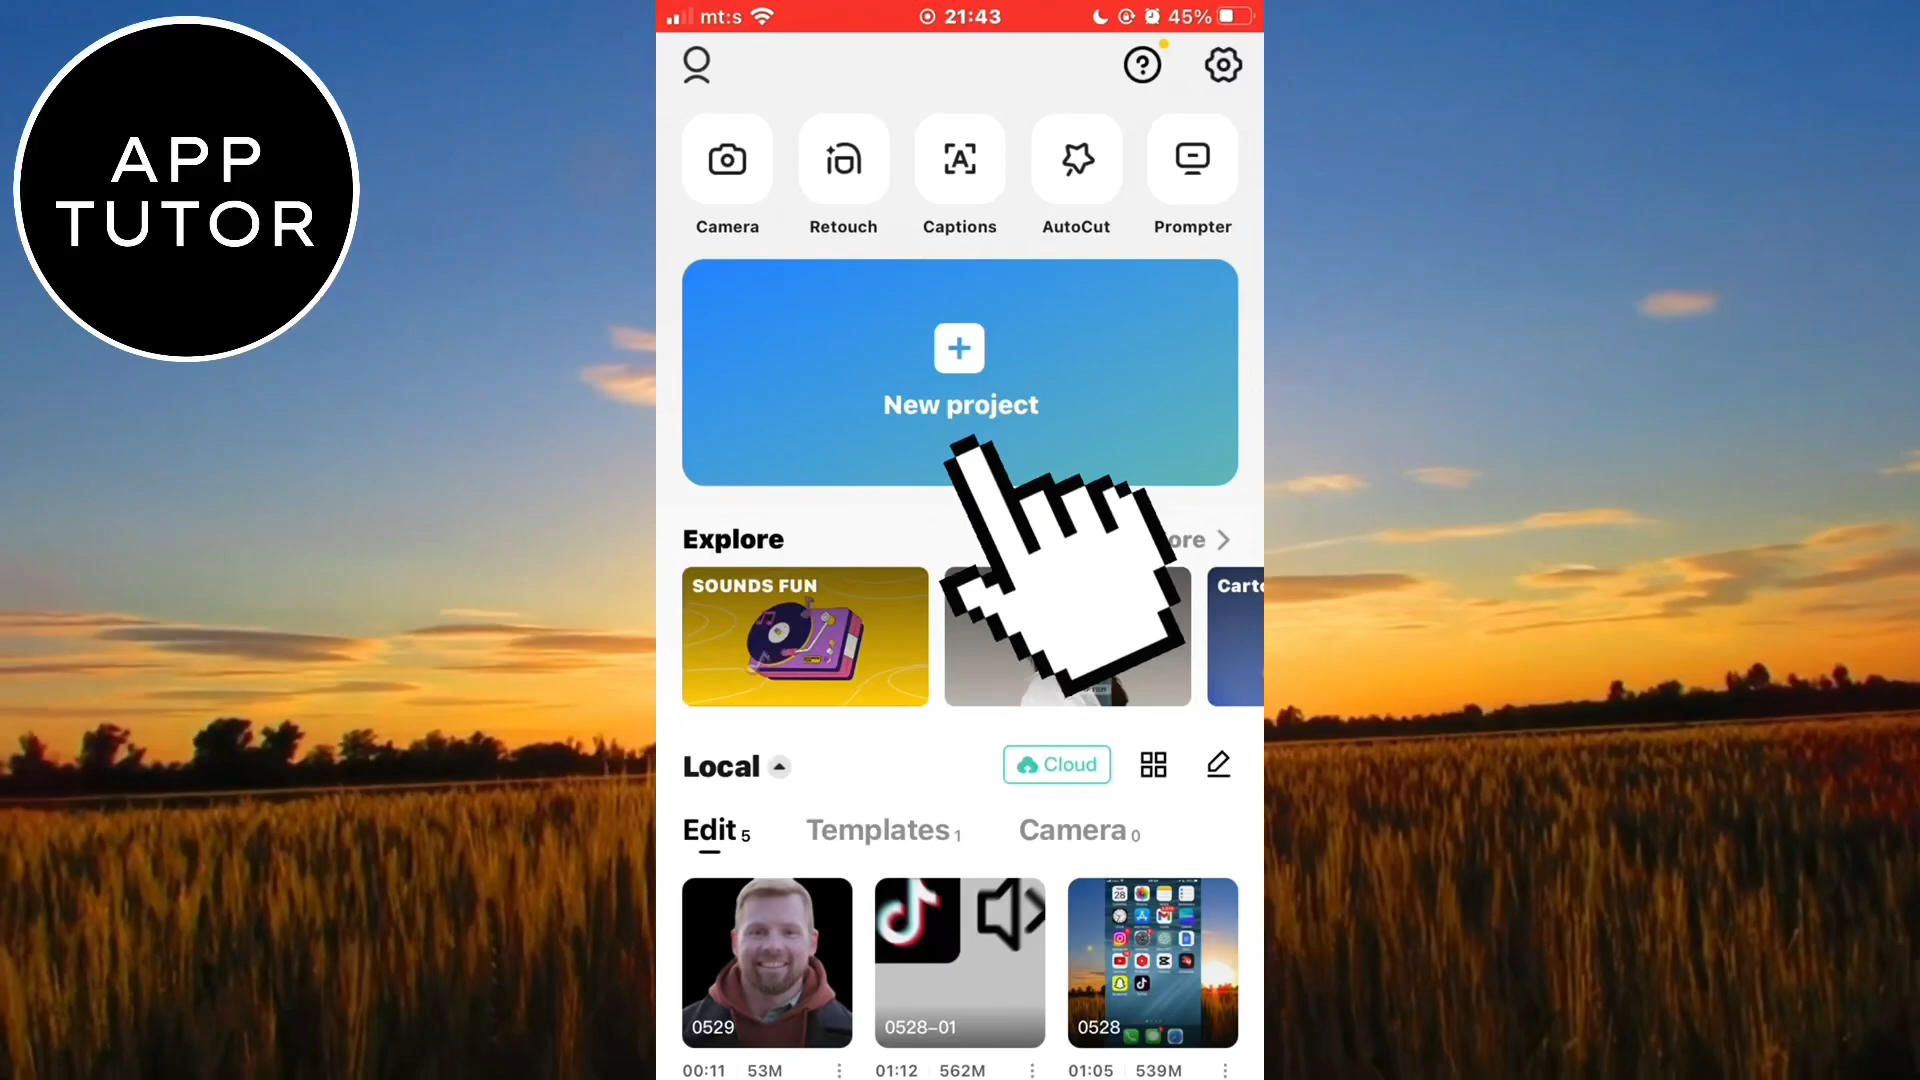 APP
TUTOR
mt:s
21:43
45%
Camera
Retouch
Captions
AutoCut
Prompter
New project
Explore
SOUNDS FUN
Local
Cloud
Edit 5
Templates 1
Camera 0
0529
0528-01
0528
00:11 53M
01:12 562M
01:05 539M